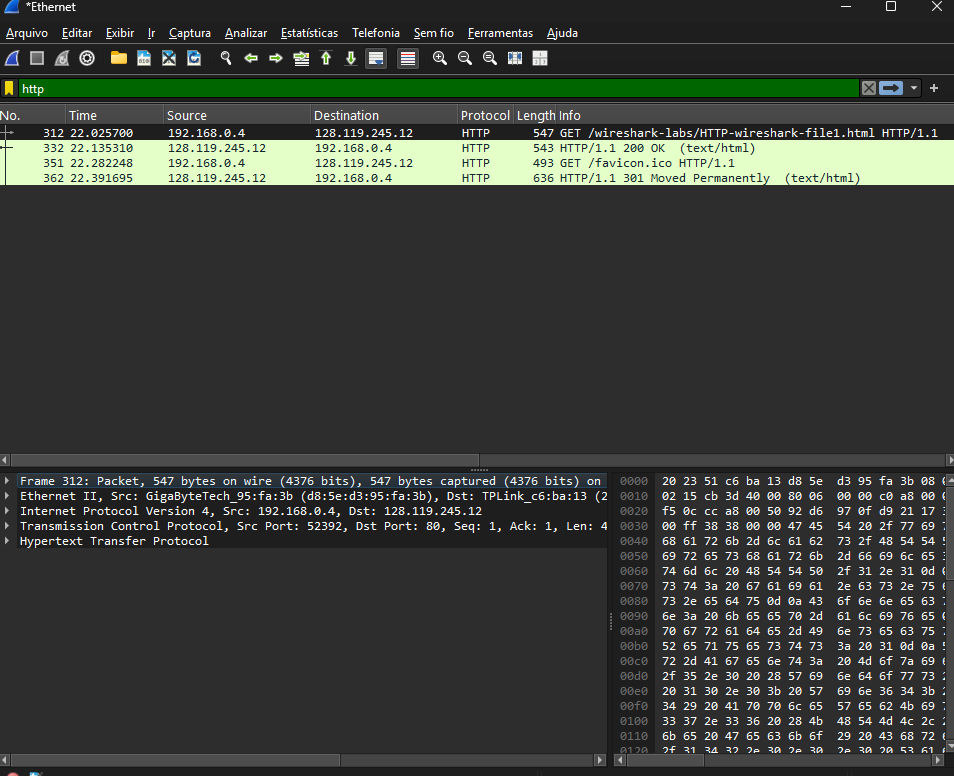 *Ethernet
Arquivo Editar Exibir Ir Captura Analizar Estatísticas Telefonia Sem fio Ferramentas Ajuda
http
No. Time Source Destination Protocol Length Info
312 22.025700 192.168.0.4 128.119.245.12 HTTP 547 GET /wireshark-labs/HTTP-wireshark-file1.html HTTP/1.1
332 22.135310 128.119.245.12 192.168.0.4 HTTP 543 HTTP/1.1 200 OK (text/html)
351 22.282248 192.168.0.4 128.119.245.12 HTTP 493 GET /favicon.ico HTTP/1.1
362 22.391695 128.119.245.12 192.168.0.4 HTTP 636 HTTP/1.1 301 Moved Permanently (text/html)
Frame 312: Packet, 547 bytes on wire (4376 bits), 547 bytes captured (4376 bits) on
Ethernet II, Src: GigaByteTech_95:fa:3b (d8:5e:d3:95:fa:3b), Dst: TPLink_c6:ba:13 (2
Internet Protocol Version 4, Src: 192.168.0.4, Dst: 128.119.245.12
Transmission Control Protocol, Src Port: 52392, Dst Port: 80, Seq: 1, Ack: 1, Len: 4
Hypertext Transfer Protocol
0000 20 23 51 c6 ba 13 d8 5e d3 95 fa 3b 08 0
0010 02 15 cb 3d 40 00 80 06 00 00 c0 a8 00 0
0020 f5 0c cc a8 00 50 92 d6 97 0f d9 21 17 3
0030 00 ff 38 38 00 00 47 45 54 20 2f 77 69 7
0040 68 61 72 6b 2d 6c 61 62 73 2f 48 54 54 5
0050 69 72 65 73 68 61 72 6b 2d 66 69 6c 65 3
0060 74 6d 6c 20 48 54 54 50 2f 31 2e 31 0d 0
0070 73 74 3a 20 67 61 69 61 2e 63 73 2e 75 6
0080 73 2e 65 64 75 0d 0a 43 6f 6e 6e 65 63 7
0090 6e 3a 20 6b 65 65 70 2d 61 6c 69 76 65 0
00a0 70 67 72 61 64 65 2d 49 6e 73 65 63 75 7
00b0 52 65 71 75 65 73 74 73 3a 20 31 0d 0a 5
00c0 72 2d 41 67 65 6e 74 3a 20 4d 6f 7a 69 6
00d0 2f 35 2e 30 20 28 57 69 6e 64 6f 77 73 2
00e0 20 31 30 2e 30 3b 20 57 69 6e 36 34 3b 2
00f0 34 29 20 41 70 70 6c 65 57 65 62 4b 69 7
0100 33 37 2e 33 36 20 28 4b 48 54 4d 4c 2c 2
0110 6b 65 20 47 65 63 6b 6f 29 20 43 68 72 6
0120 2f 31 34 32 2e 30 2e 30 2e 30 20 53 61 6